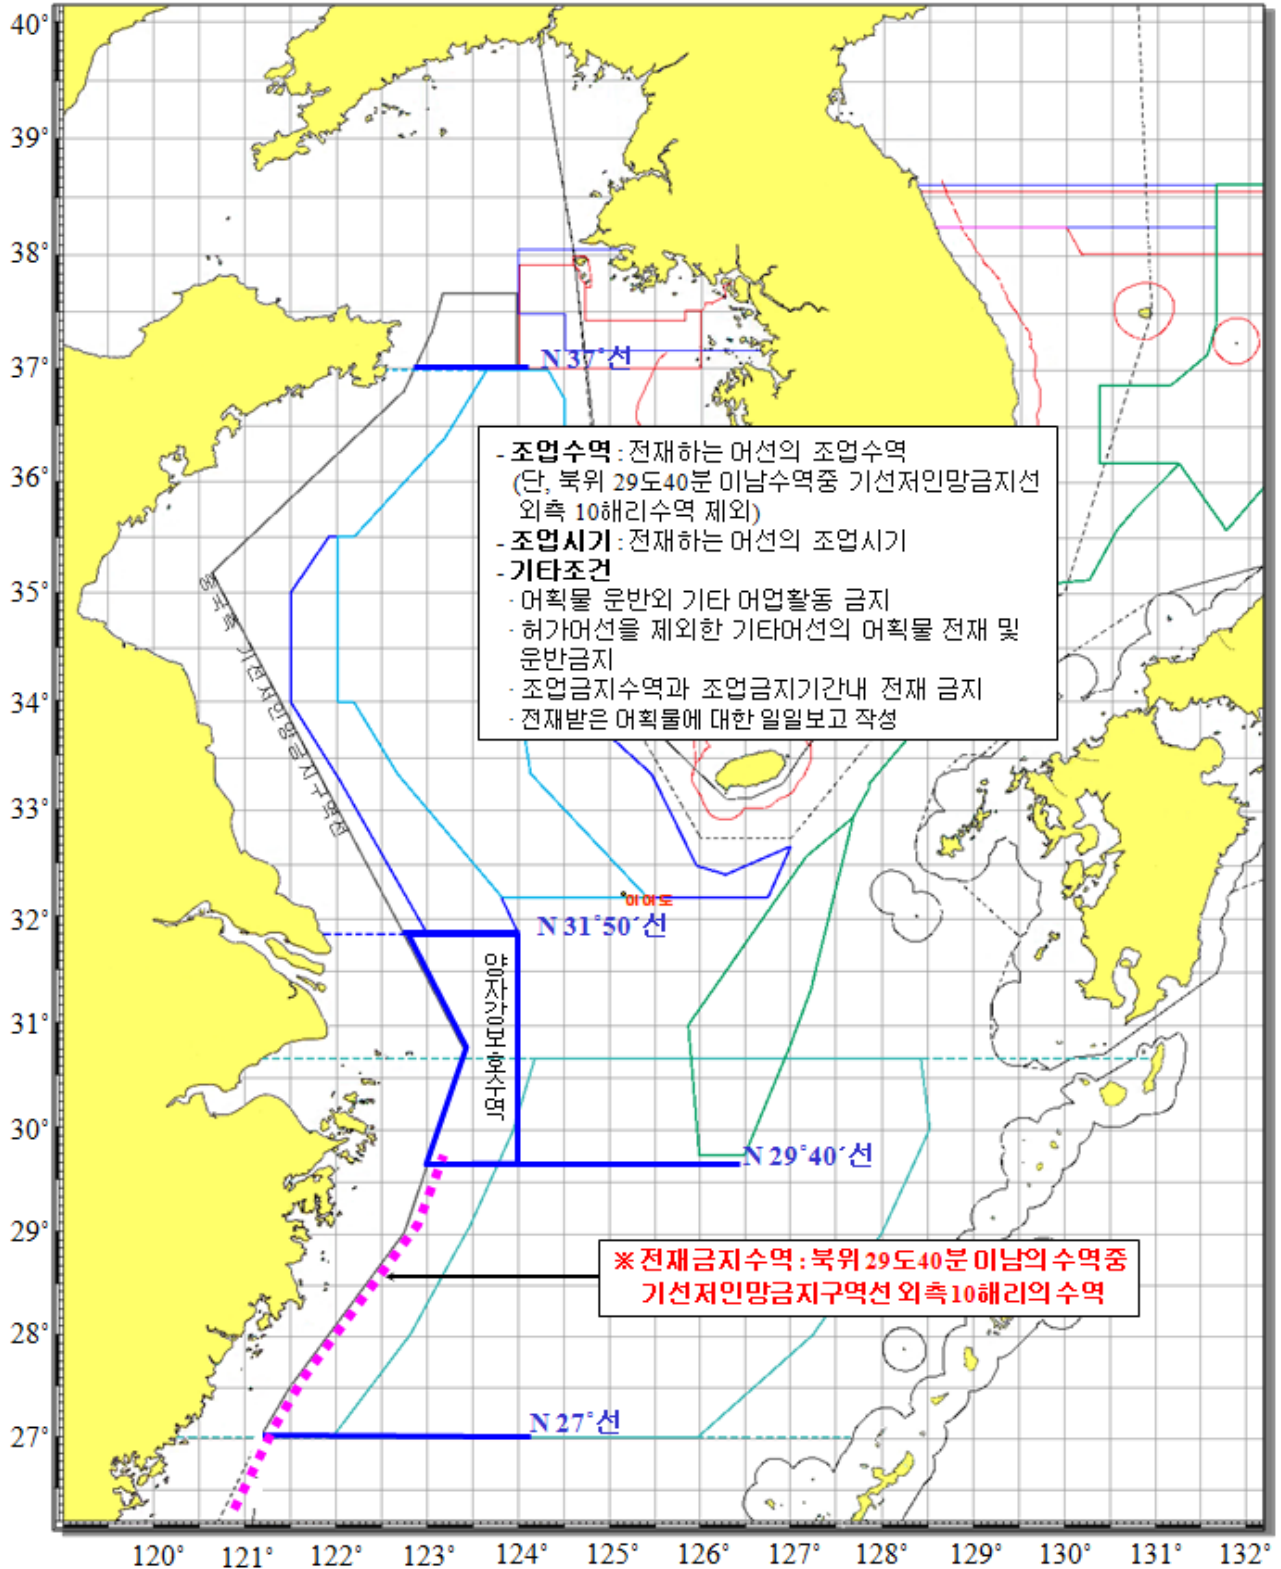 40°
39°
38°
37°
36°
35°
34°
33°
32°
31°
30°
29°
28°
27°
N 37°선
- 조업수역 : 전재하는 어선의 조업수역
(단, 북위 29도40분 이남수역중 기선저인망금지선
외측 10해리수역 제외)
- 조업시기 : 전재하는 어선의 조업시기
- 기타조건
· 어획물 운반외 기타 어업활동 금지
· 허가어선을 제외한 기타어선의 어획물 전재 및
운반금지
· 조업금지수역과 조업금지기간내 전재 금지
· 전재받은 어획물에 대한 일일보고 작성
중국측 기선저인망금지구역선
이어도
N 31°50′선
양자강보호수역
N 29°40′선
※ 전재금지수역 : 북위 29도40분 이남의 수역중
기선저인망금지구역선 외측10해리의 수역
N 27°선
120° 121° 122° 123° 124° 125° 126° 127° 128° 129° 130° 131° 132°